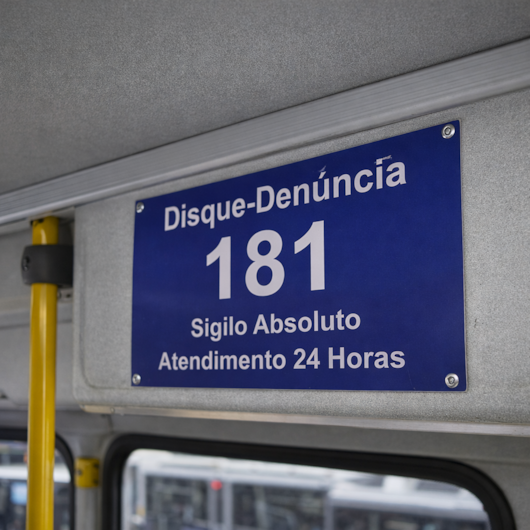 Disque-Denúncia
181
Sigilo Absoluto
Atendimento 24 Horas